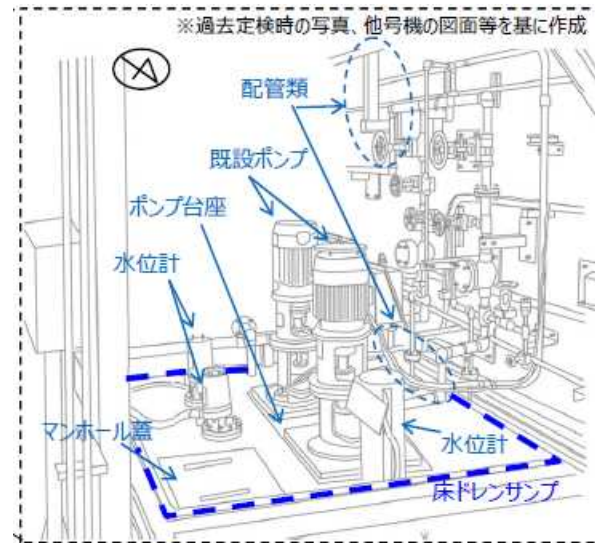 ※過去定検時の写真、他号機の図面等を基に作成
配管類
既設ポンプ
ポンプ台座
水位計
マンホール蓋
水位計
床ドレンサンプ